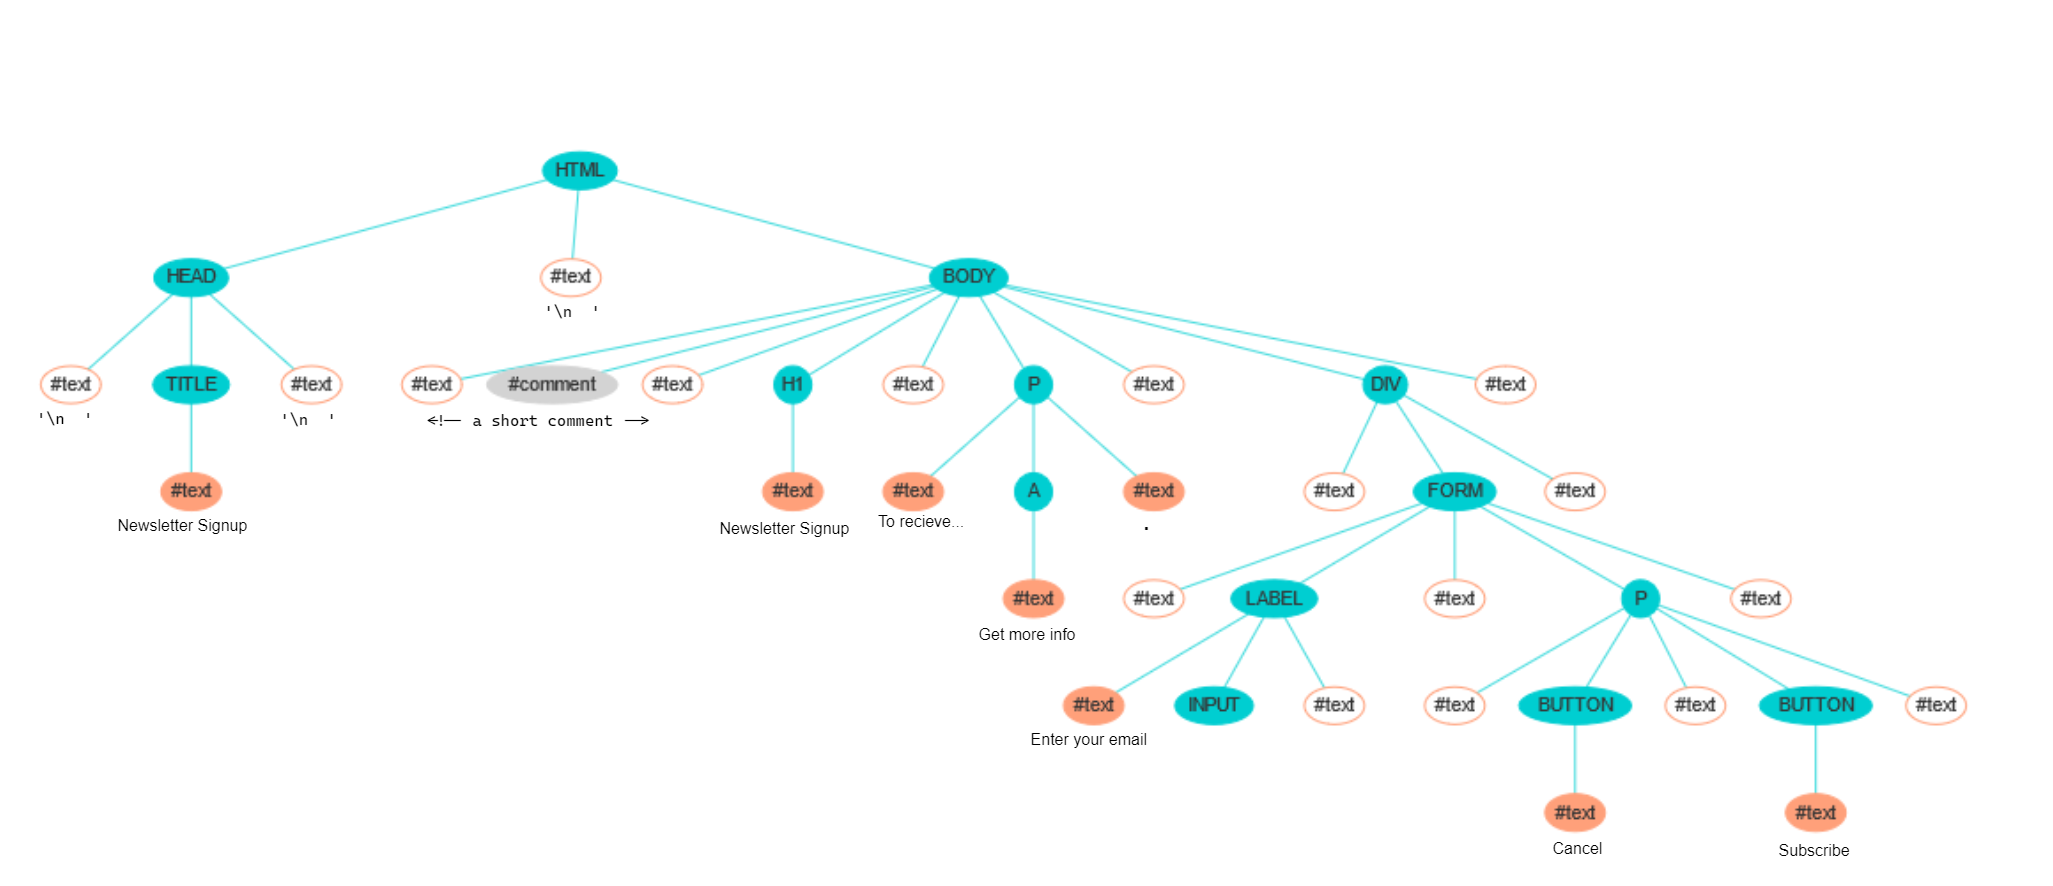 HTML
HEAD #text BODY
'\n  '
#text TITLE #text #text #comment #text H1 #text P #text DIV #text
'\n  ' '\n  ' <!-- a short comment -->
#text #text #text A #text #text FORM #text
Newsletter Signup Newsletter Signup To recieve... .
#text #text LABEL #text P #text
Get more info
#text INPUT #text #text BUTTON #text BUTTON #text
Enter your email
#text #text
Cancel Subscribe